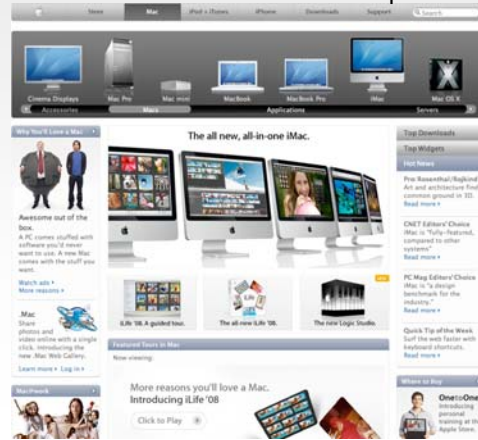 Store Mac iPod + iTunes iPhone Downloads Support Search
Cinema Displays Mac Pro Mac mini MacBook MacBook Pro iMac Mac OS X
Accessories Macs Applications Servers
Why You'll Love a Mac
Awesome out of the
box.
A PC comes stuffed with
software you'd never
want to use. A new Mac
comes with the stuff you
want.
Watch ads
More reasons
.Mac
Share
photos and
video online with a single
click. Introducing the
new .Mac Web Gallery.
Learn more Log in
MacHeads
The all new, all-in-one iMac.
iLife '08. A guided tour.
The all new iLife '08.
The new Logic Studio.
Featured Tours in Mac
Now viewing:
More reasons you'll love a Mac.
Introducing iLife '08
Click to Play
Top Downloads
Top Widgets
Hot News
Pro: Rosenthal/Rojkind
Art and architecture find
common ground in 3D.
Read more
CNET Editors' Choice
iMac is "fully-featured,
compared to other
systems"
Read more
PC Mag Editors' Choice
iMac is "a design
benchmark for the
industry."
Read more
Quick Tip of the Week
Surf the web faster with
keyboard shortcuts.
Read more
Where to Buy
OnetoOne
Introducing
personal
training at the
Apple Store.